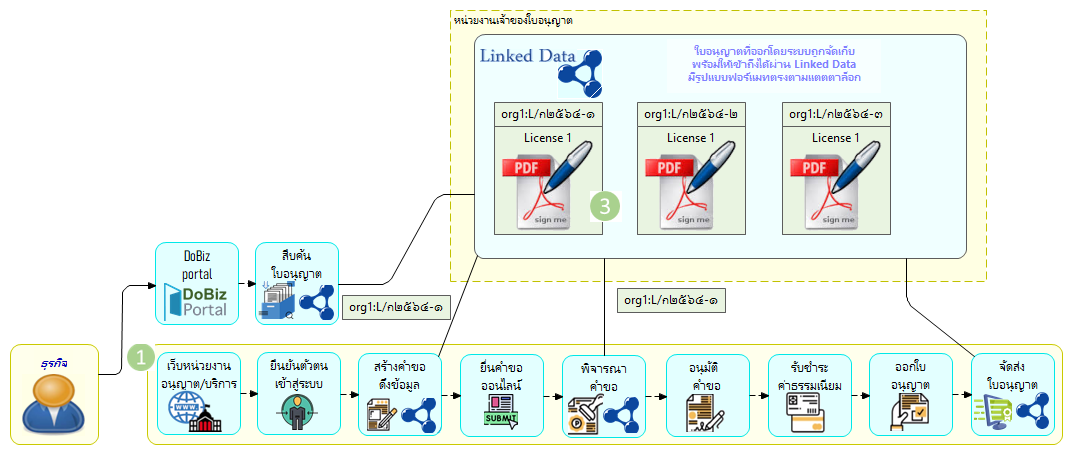 หน่วยงานเจ้าของใบอนุญาต
Linked Data
ใบอนุญาตที่ออกโดยระบบถูกจัดเก็บ
พร้อมให้เข้าถึงได้ผ่าน Linked Data
มีรูปแบบฟอร์แมทตรงตามแตตตาล็อก
org1:L/ก๒๕๖๔-๑
org1:L/ก๒๕๖๔-๒
org1:L/ก๒๕๖๔-๓
License 1
License 1
License 1
PDF
PDF
PDF
sign me
sign me
sign me
3
DoBiz
portal
DoBiz
Portal
สืบค้น
ใบอนุญาต
org1:L/ก๒๕๖๔-๑
org1:L/ก๒๕๖๔-๑
1
ธุรกิจ
เว็บหน่วยงาน
อนุญาต/บริการ
WWW
ยืนยันตัวตน
เข้าสู่ระบบ
สร้างคำขอ
ดึงข้อมูล
ยื่นคำขอ
ออนไลน์
SUBMIT
พิจารณา
คำขอ
อนุมัติ
คำขอ
รับชำระ
ค่าธรรมเนียม
ออกใบ
อนุญาต
จัดส่ง
ใบอนุญาต